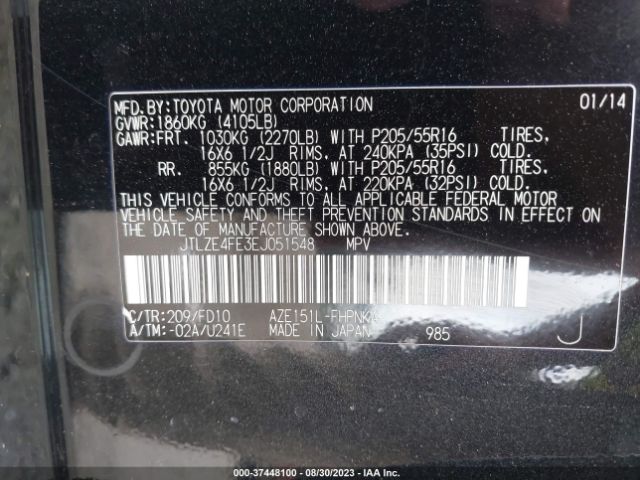 MFD.BY:TOYOTA MOTOR CORPORATION 01/14
GVWR:1860KG (4105LB)
GAWR:FRT. 1030KG (2270LB) WITH P205/55R16 TIRES,
16X6 1/2J RIMS, AT 240KPA (35PSI) COLD.
RR. 855KG (1880LB) WITH P205/55R16 TIRES,
16X6 1/2J RIMS, AT 220KPA (32PSI) COLD.
THIS VEHICLE CONFORMS TO ALL APPLICABLE FEDERAL MOTOR
VEHICLE SAFETY AND THEFT PREVENTION STANDARDS IN EFFECT ON
THE DATE OF MANUFACTURE SHOWN ABOVE.
JTLZE4FE3EJ051548 MPV
C/TR:209/FD10 AZE151L-FHPNKA
A/TM:-02A/U241E MADE IN JAPAN 985 J
000-37448100 - 08/30/2023 - IAA Inc.